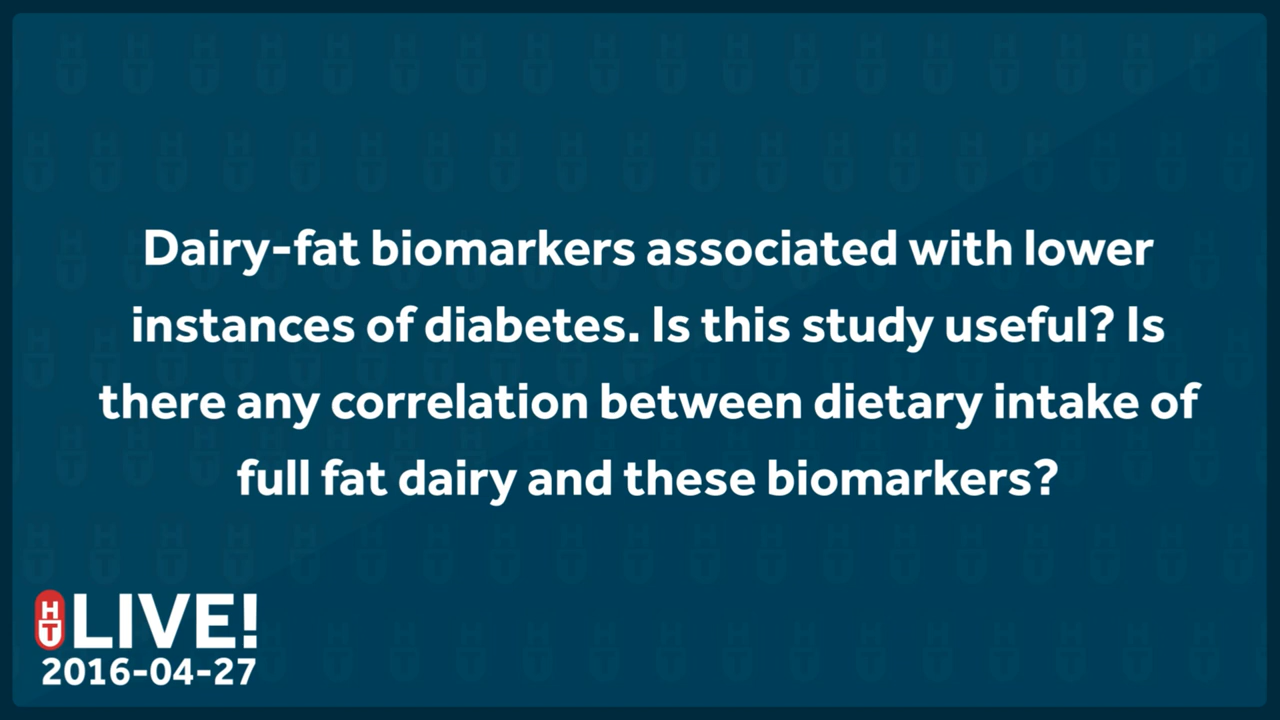 Dairy-fat biomarkers associated with lower
instances of diabetes. Is this study useful? Is
there any correlation between dietary intake of
full fat dairy and these biomarkers?
HT LIVE!
2016-04-27